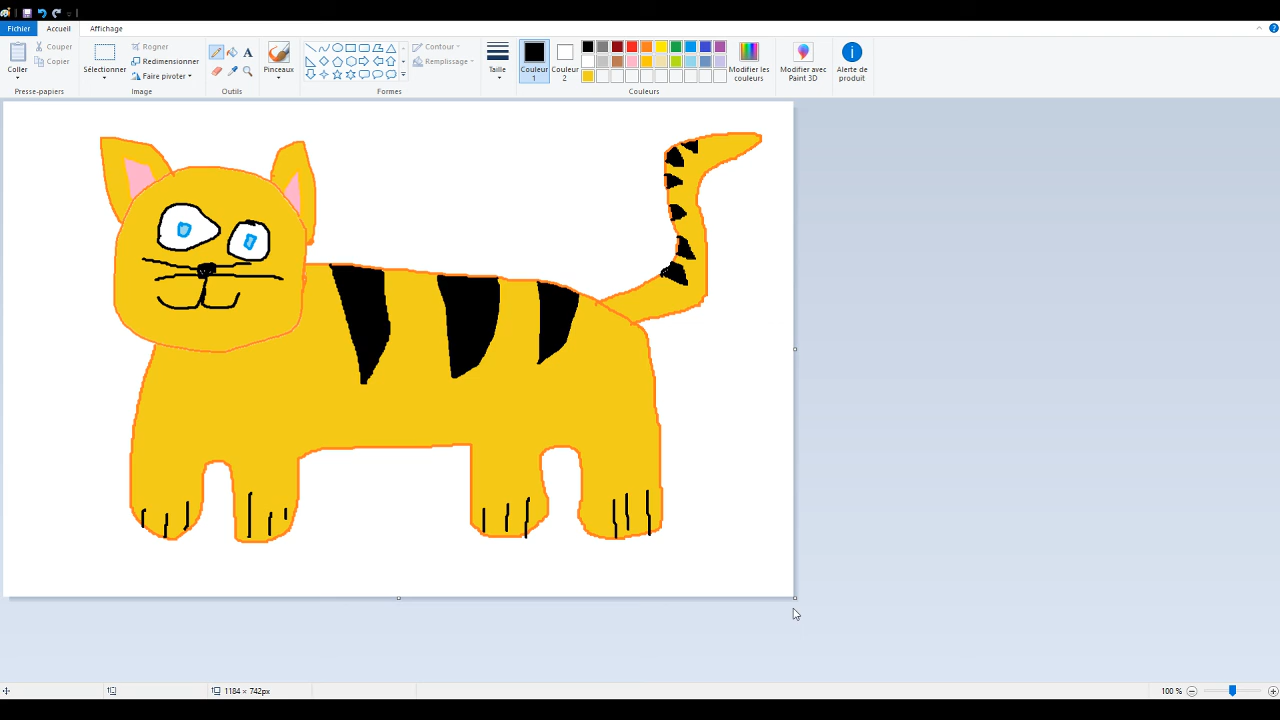 Fichier Accueil Affichage
Coller
Couper
Copier
Presse-papiers
Sélectionner
Rogner
Redimensionner
Faire pivoter
Image
A
Outils
Pinceaux
Contour
Remplissage
Formes
Taille
Couleur 1
Couleur 2
Modifier les couleurs
Couleurs
Modifier avec Paint 3D
Alerte de produit
1184 × 742px
100 %